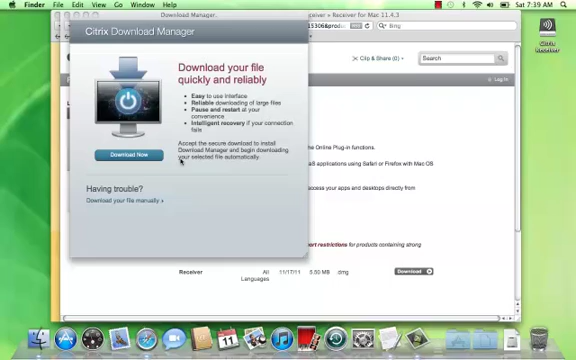 Finder File Edit View Go Window Help
Sat 7:39 AM
Download Manager.
Receiver for Mac 11.4.3
Bing
Citrix Download Manager
Download your file
quickly and reliably
• Easy to use interface
• Reliable downloading of large files
• Pause and restart at your
convenience
• Intelligent recovery if your connection
fails
Accept the secure download to install
Download Manager and begin downloading
your selected file automatically.
Download Now
Having trouble?
Download your file manually
Clip & Share (0)
Search
Log In
the Online Plug-in functions.
aS applications using Safari or Firefox with Mac OS
access your apps and desktops directly from
restrictions for products containing strong
Receiver
All
Languages
11/17/11
5.50 MB
dmg
Download
Citrix
Receiver
11